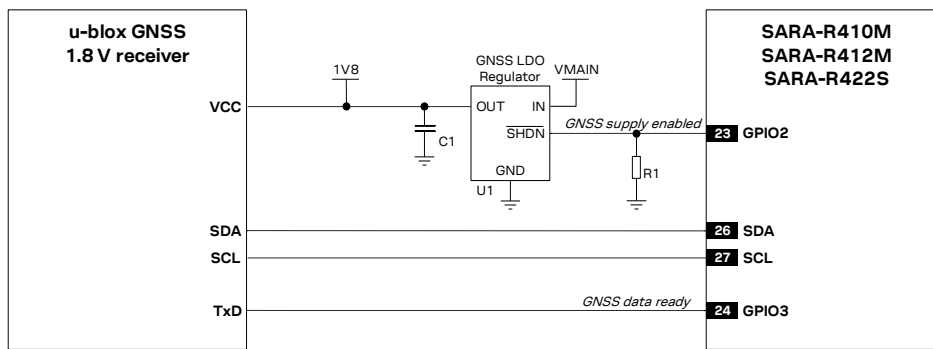 u-blox GNSS
1.8 V receiver
SARA-R410M
SARA-R412M
SARA-R422S
GNSS LDO
Regulator
1V8
VMAIN
VCC
OUT
IN
C1
SHDN
GNSS supply enabled
23 GPIO2
GND
R1
U1
SDA
26 SDA
SCL
27 SCL
TxD
GNSS data ready
24 GPIO3